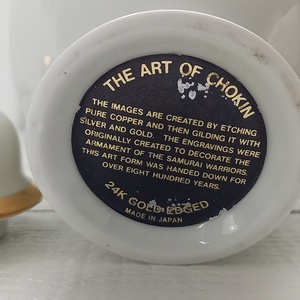 THE ART OF CHOKIN
THE IMAGES ARE CREATED BY ETCHING
PURE COPPER AND THEN GILDING IT WITH
SILVER AND GOLD. THE ENGRAVINGS WERE
ORIGINALLY CREATED TO DECORATE THE
ARMAMENT OF THE SAMURAI WARRIORS.
THIS ART FORM WAS HANDED DOWN FOR
OVER EIGHT HUNDRED YEARS.
24K GOLD EDGED
MADE IN JAPAN